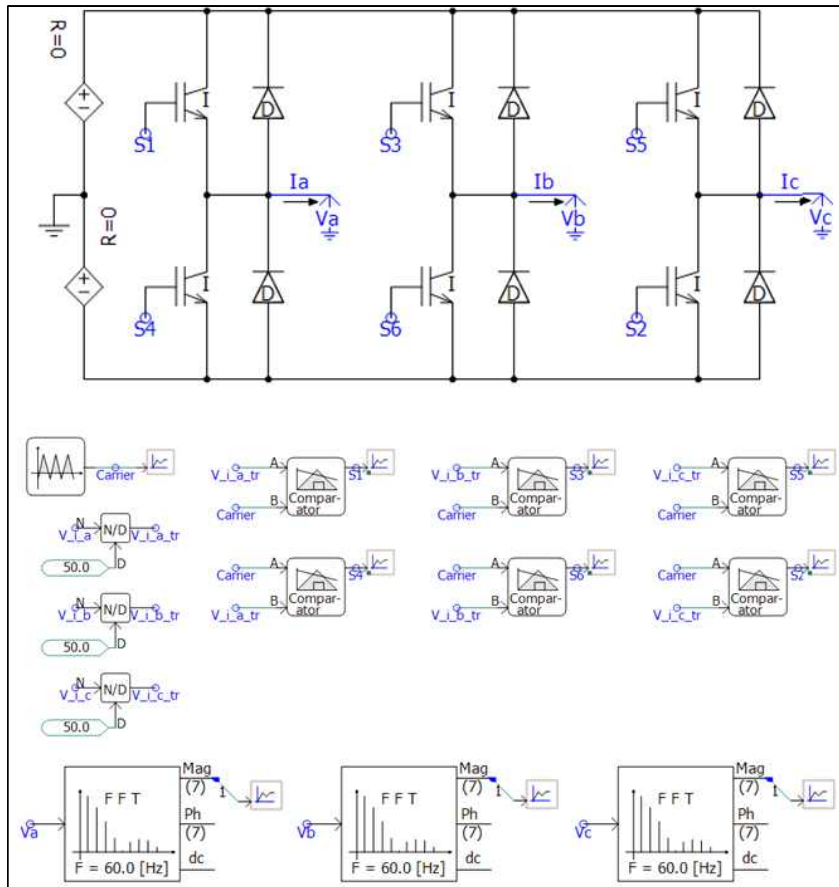 R=0
I
D
I
D
I
D
S1
S3
S5
Ia
Ib
Ic
R=0
Va
Vb
Vc
I
D
I
D
I
D
S4
S6
S2
Carrier
V_i_a_tr
A
B
Carrier
Compar-
ator
S1
V_i_b_tr
A
B
Carrier
Compar-
ator
S3
V_i_c_tr
A
B
Carrier
Compar-
ator
S5
N
V_i_a
N/D
V_i_a_tr
50.0
D
Carrier
A
B
V_i_a_tr
Compar-
ator
S4
Carrier
A
B
V_i_b_tr
Compar-
ator
S6
Carrier
A
B
V_i_c_tr
Compar-
ator
S2
N
V_i_b
N/D
V_i_b_tr
50.0
D
N
V_i_c
N/D
V_i_c_tr
50.0
D
Va
FFT
F = 60.0 [Hz]
Mag
(7)
Ph
(7)
dc
1
Vb
FFT
F = 60.0 [Hz]
Mag
(7)
Ph
(7)
dc
1
Vc
FFT
F = 60.0 [Hz]
Mag
(7)
Ph
(7)
dc
1